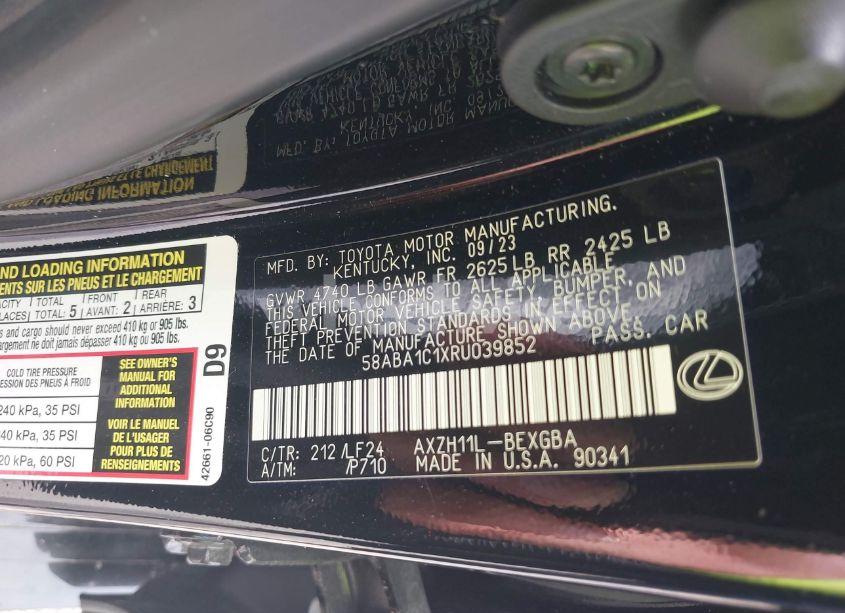 MFD. BY: TOYOTA MOTOR MANUFACTURING.
KENTUCKY, INC. 09/23
GVWR 4740 LB GAWR FR 2625 LB RR 2425 LB
THIS VEHICLE CONFORMS TO ALL APPLICABLE
FEDERAL MOTOR VEHICLE SAFETY, BUMPER, AND
THEFT PREVENTION STANDARDS IN EFFECT ON
THE DATE OF MANUFACTURE SHOWN ABOVE.
58ABA1C1XRU039852 PASS. CAR
C/TR: 212/LF24 AXZH11L-BEXGBA
A/TM: /P710 MADE IN U.S.A. 90341
ND LOADING INFORMATION
ENTS SUR LES PNEUS ET LE CHARGEMENT
TOTAL: 5 FRONT AVANT: 2 REAR ARRIÈRE: 3
s and cargo should never exceed 410 kg or 905 lbs.
argement ne doit jamais dépasser 410 kg ou 905 lbs.
COLD TIRE PRESSURE
ESSION DES PNEUS À FROID
240 kPa, 35 PSI
240 kPa, 35 PSI
20 kPa, 60 PSI
SEE OWNER'S
MANUAL FOR
ADDITIONAL
INFORMATION
VOIR LE MANUEL
DE L'USAGER
POUR PLUS DE
RENSEIGNEMENTS
D9
42661-06C90